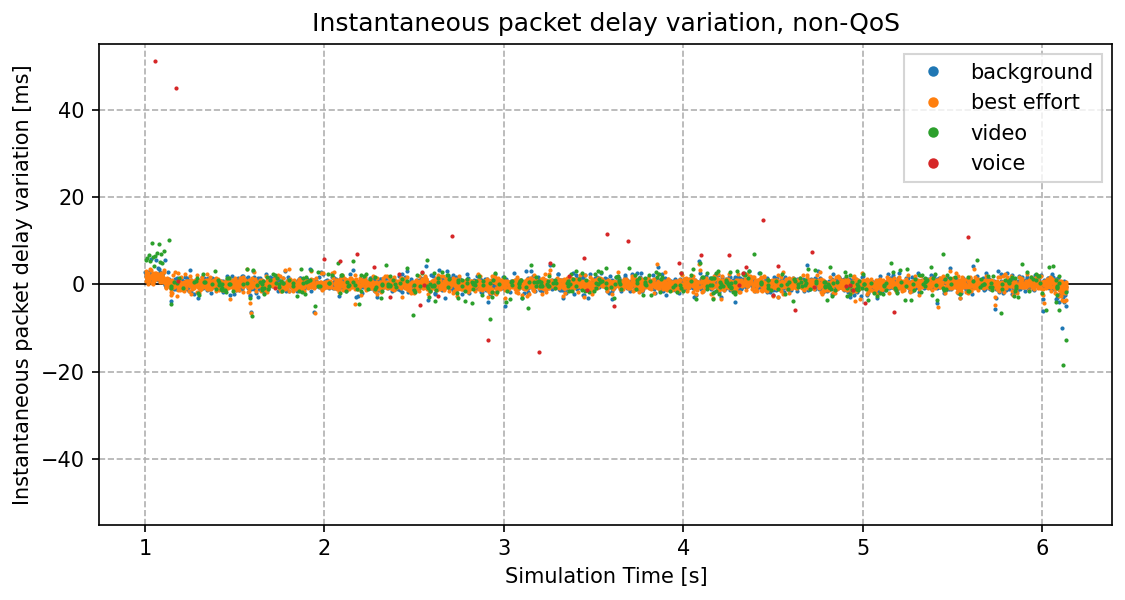 Instantaneous packet delay variation, non-QoS
Instantaneous packet delay variation [ms]
40
20
0
−20
−40
background
best effort
video
voice
1
2
3
4
5
6
Simulation Time [s]